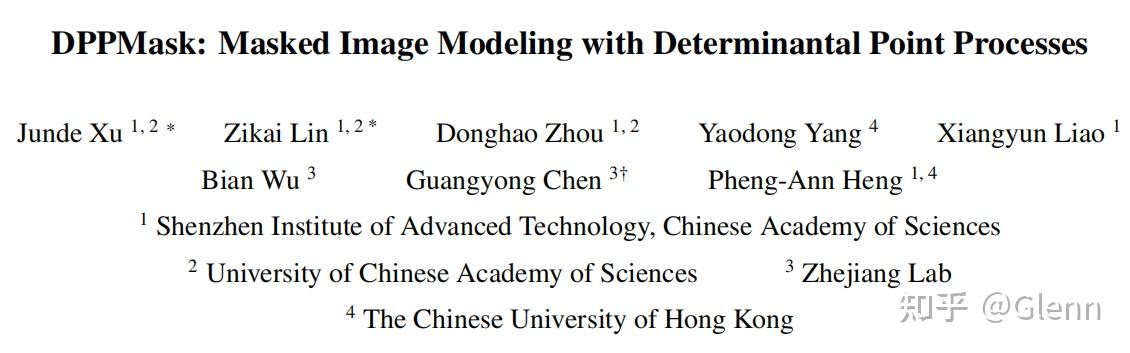 DPPMask: Masked Image Modeling with Determinantal Point Processes
Junde Xu 1, 2 * Zikai Lin 1, 2 * Donghao Zhou 1, 2 Yaodong Yang 4 Xiangyun Liao 1
Bian Wu 3 Guangyong Chen 3† Pheng-Ann Heng 1, 4
1 Shenzhen Institute of Advanced Technology, Chinese Academy of Sciences
2 University of Chinese Academy of Sciences 3 Zhejiang Lab
4 The Chinese University of Hong Kong
知乎 @Glenn